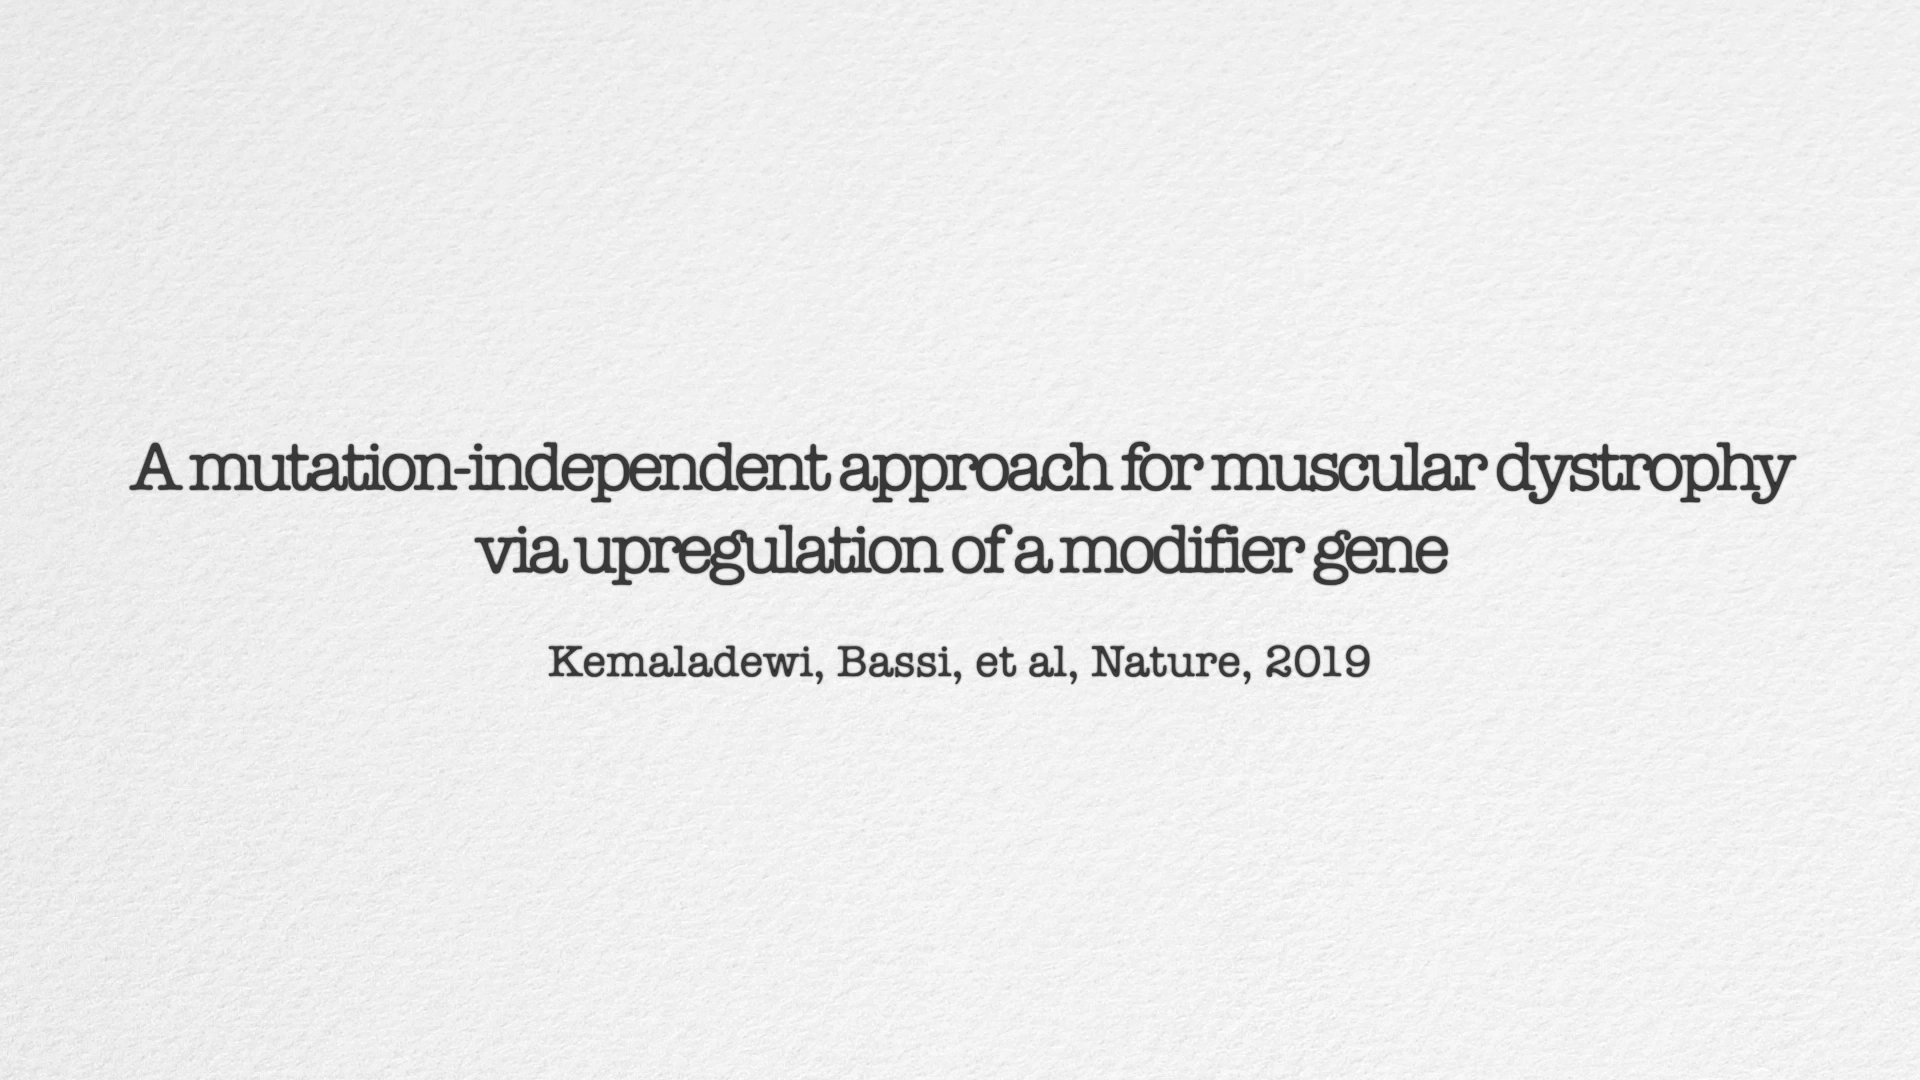 A mutation-independent approach for muscular dystrophy
via upregulation of a modifier gene
Kemaladewi, Bassi, et al, Nature, 2019